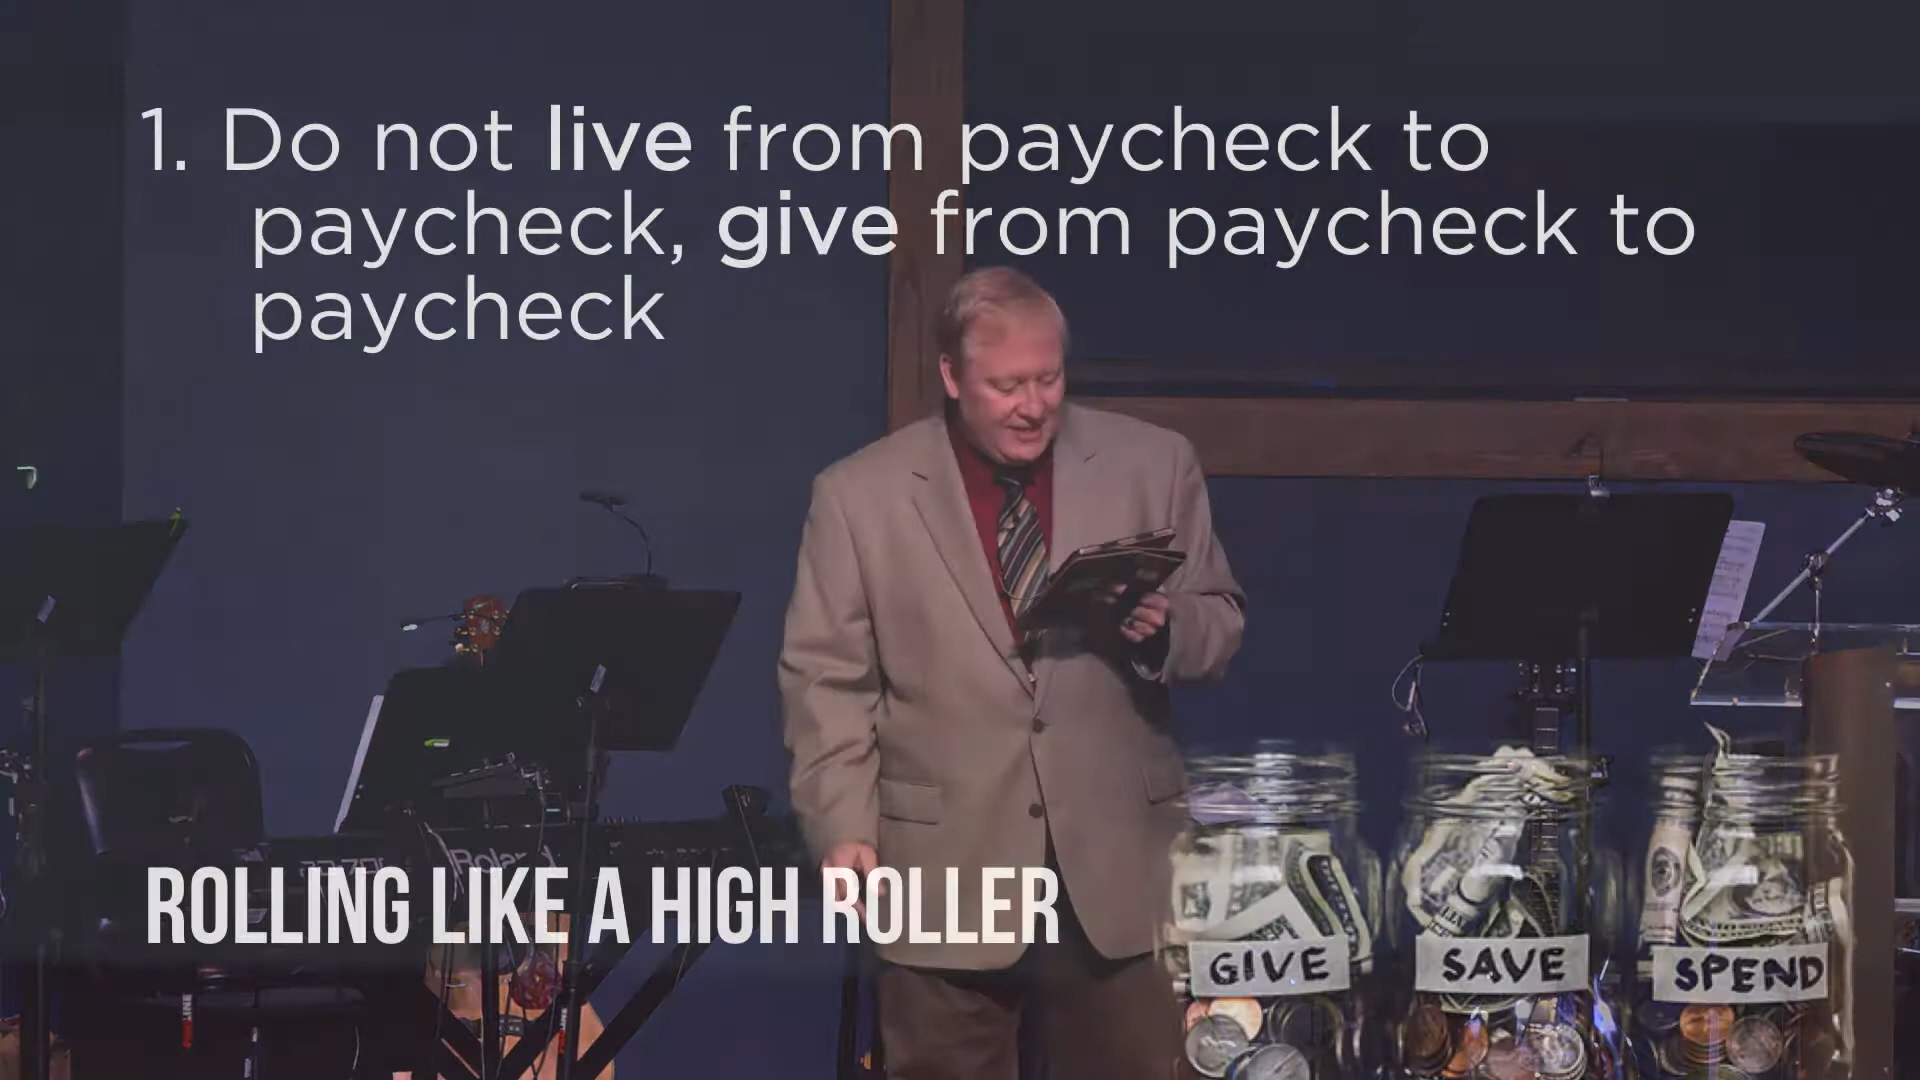 1. Do not live from paycheck to
paycheck, give from paycheck to
paycheck
Roland
ROLLING LIKE A HIGH ROLLER
GIVE
SAVE
SPEND